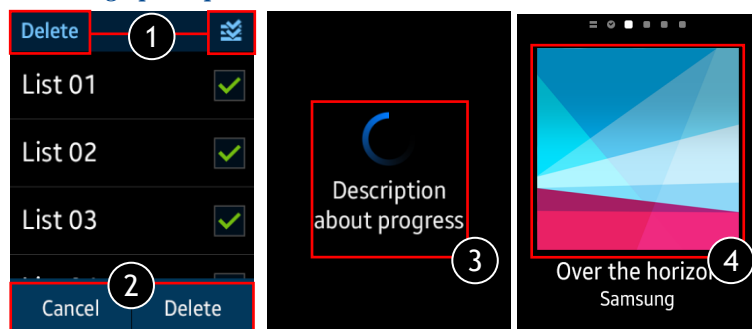 Delete
1
List 01
List 02
List 03
2
Cancel
Delete
Description
about progress
3
4
Over the horizo
Samsung